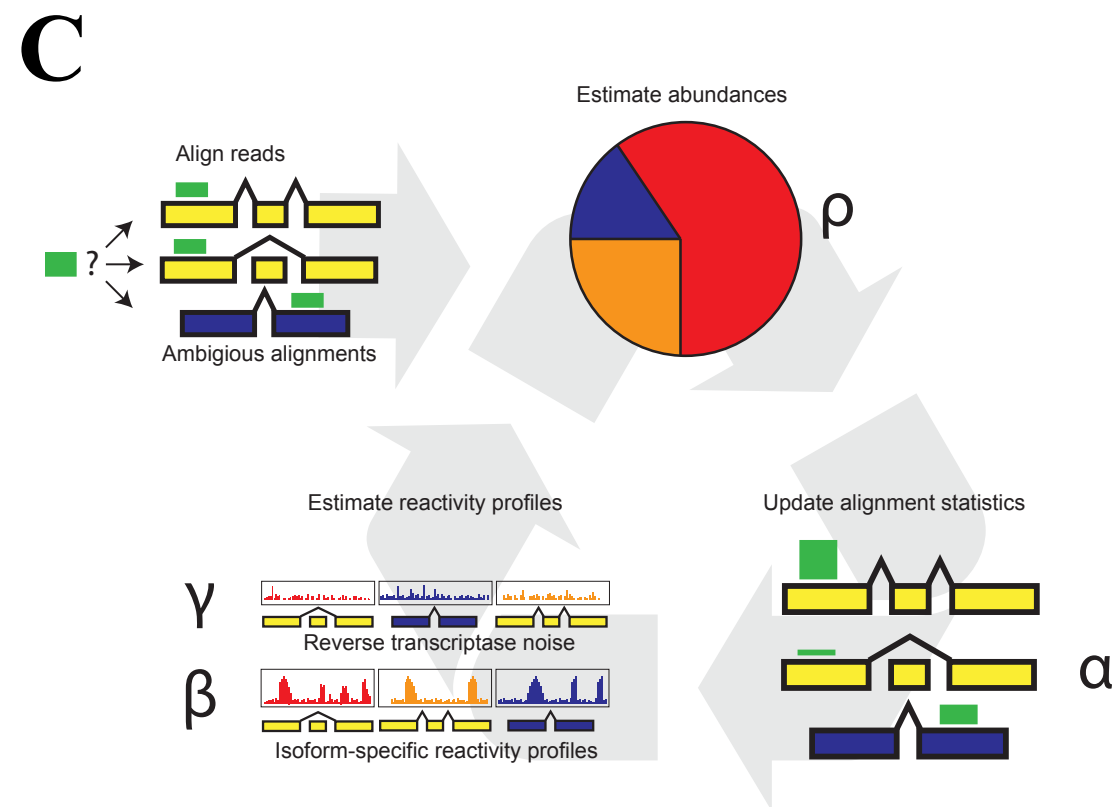 C
Estimate abundances
Align reads
ρ
?
Ambigious alignments
Estimate reactivity profiles
Update alignment statistics
γ
Reverse transcriptase noise
α
β
Isoform-specific reactivity profiles